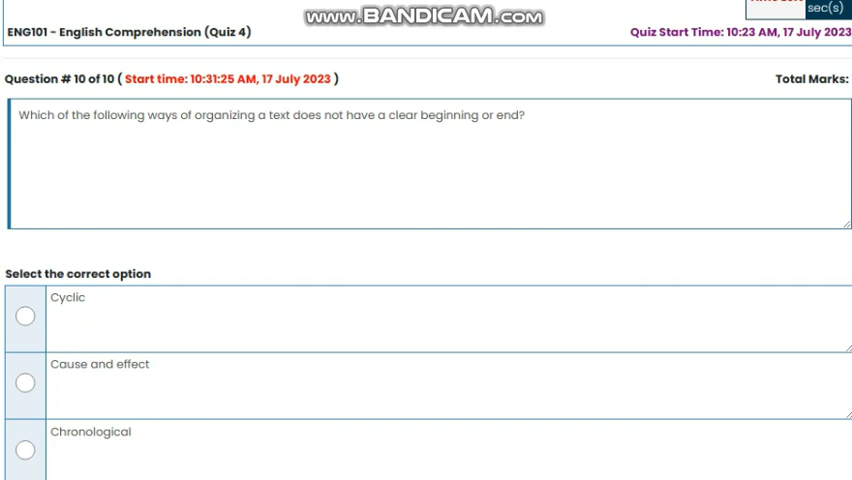 www.BANDICAM.com
sec(s)
ENG101 - English Comprehension (Quiz 4)
Quiz Start Time: 10:23 AM, 17 July 2023
Question # 10 of 10 ( Start time: 10:31:25 AM, 17 July 2023 )
Total Marks:
Which of the following ways of organizing a text does not have a clear beginning or end?
Select the correct option
Cyclic
Cause and effect
Chronological